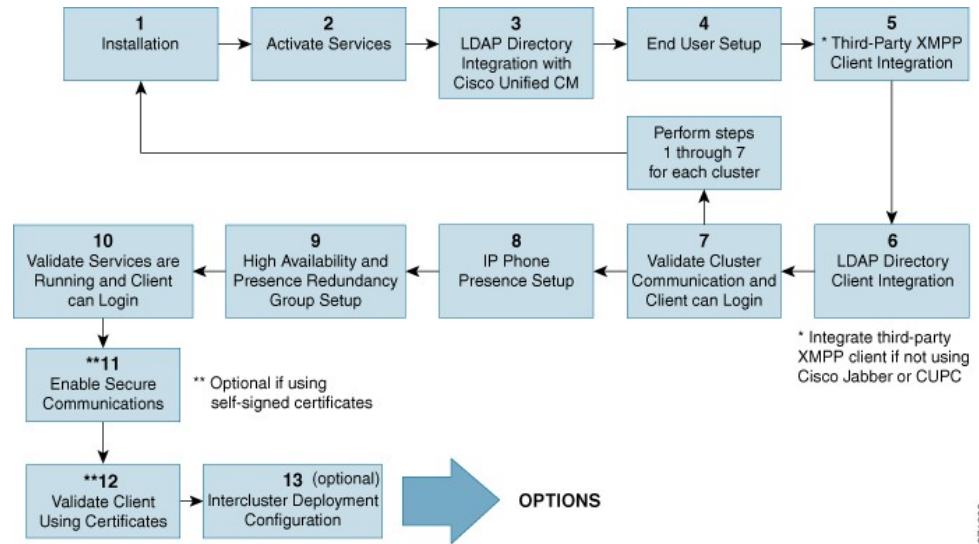 1
Installation
2
Activate Services
3
LDAP Directory
Integration with
Cisco Unified CM
4
End User Setup
5
* Third-Party XMPP
Client Integration
Perform steps
1 through 7
for each cluster
10
Validate Services are
Running and Client
can Login
9
High Availability and
Presence Redundancy
Group Setup
8
IP Phone
Presence Setup
7
Validate Cluster
Communication and
Client can Login
6
LDAP Directory
Client Integration
* Integrate third-party
XMPP client if not using
Cisco Jabber or CUPC
**11
Enable Secure
Communications
** Optional if using
self-signed certificates
**12
Validate Client
Using Certificates
13 (optional)
Intercluster Deployment
Configuration
OPTIONS